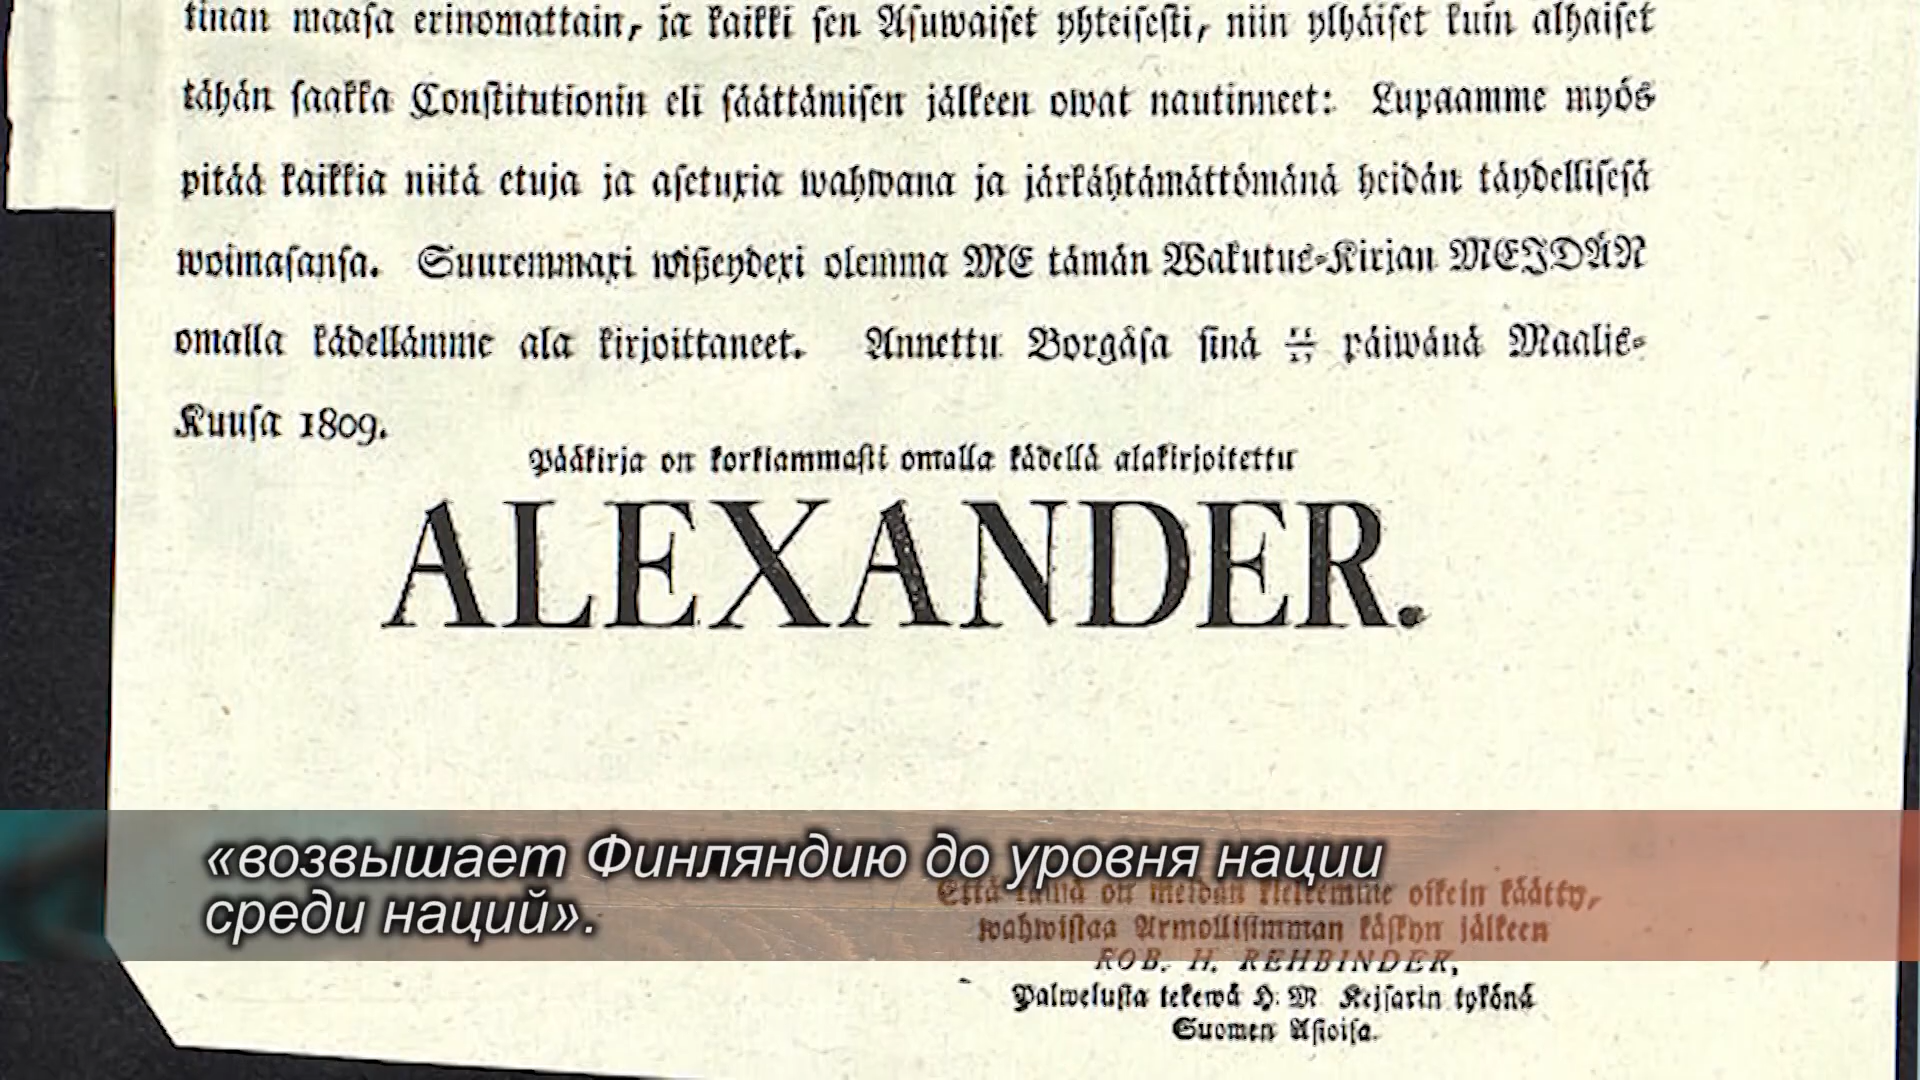 tinan maasa erinomattain, ja kaikki sen Asuwaiset yhteisesti, niin ylhäiset kuin alhaiset
tähän saakka Constitutionin eli säättämisen jälkeen owat nautinneet: Lupaamme myös
pitää kaikkia niitä etuja ja asetuxia wahwana ja järkähtämättömänä heidän täydellisesä
woimasansa. Suuremmaxi wißeydexi olemma ME tämän Wakutus-Kirjan MEIDÄN
omalla kädellämme ala kirjoittaneet. Annettu Borgåsa sinä päiwänä Maalis-
Kuusa 1809.
Pääkirja on korkiammasti omalla kädellä alakirjoitettu
ALEXANDER.
«возвышает Финляндию до уровня нации
среди наций».
Että tämä on meidän kieleemme oikein käätty,
wahwistaa Armollisimman käskyn jälkeen
ROB. H. REHBINDER,
Palwelusta tekewä H. M. Keisarin tykönä
Suomen Asioisa.